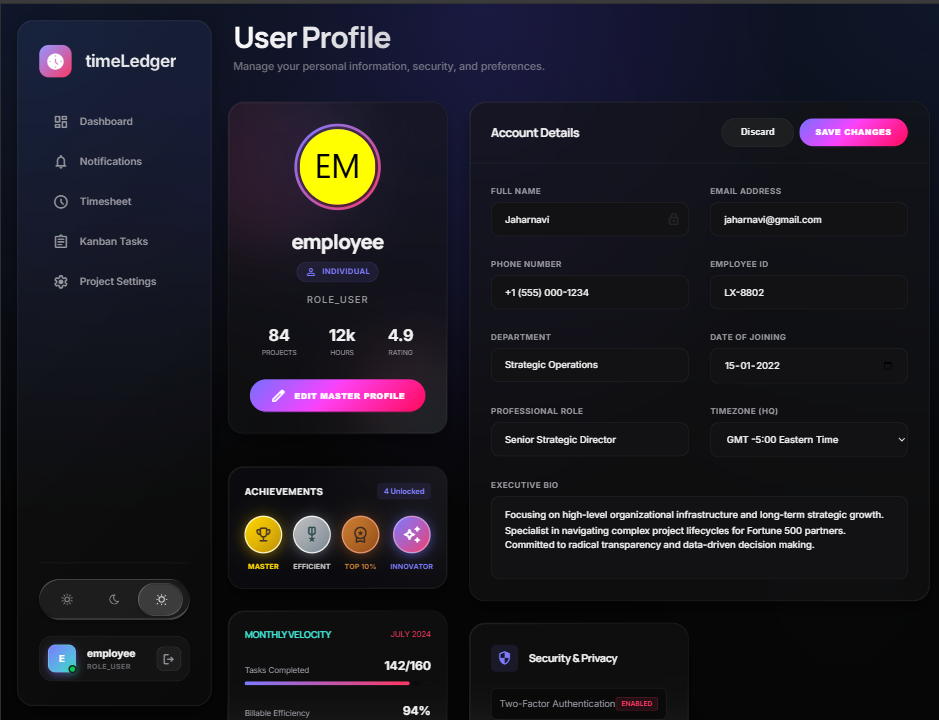 timeLedger
Dashboard
Notifications
Timesheet
Kanban Tasks
Project Settings
E
employee
ROLE_USER
User Profile
Manage your personal information, security, and preferences.
EM
employee
INDIVIDUAL
ROLE_USER
84 12k 4.9
PROJECTS HOURS RATING
EDIT MASTER PROFILE
ACHIEVEMENTS 4 Unlocked
MASTER EFFICIENT TOP 10% INNOVATOR
MONTHLY VELOCITY JULY 2024
Tasks Completed 142/160
Billable Efficiency 94%
Account Details Discard SAVE CHANGES
FULL NAME EMAIL ADDRESS
Jaharnavi jaharnavi@gmail.com
PHONE NUMBER EMPLOYEE ID
+1 (555) 000-1234 LX-8802
DEPARTMENT DATE OF JOINING
Strategic Operations 15-01-2022
PROFESSIONAL ROLE TIMEZONE (HQ)
Senior Strategic Director GMT -5:00 Eastern Time
EXECUTIVE BIO
Focusing on high-level organizational infrastructure and long-term strategic growth.
Specialist in navigating complex project lifecycles for Fortune 500 partners.
Committed to radical transparency and data-driven decision making.
Security & Privacy
Two-Factor Authentication ENABLED